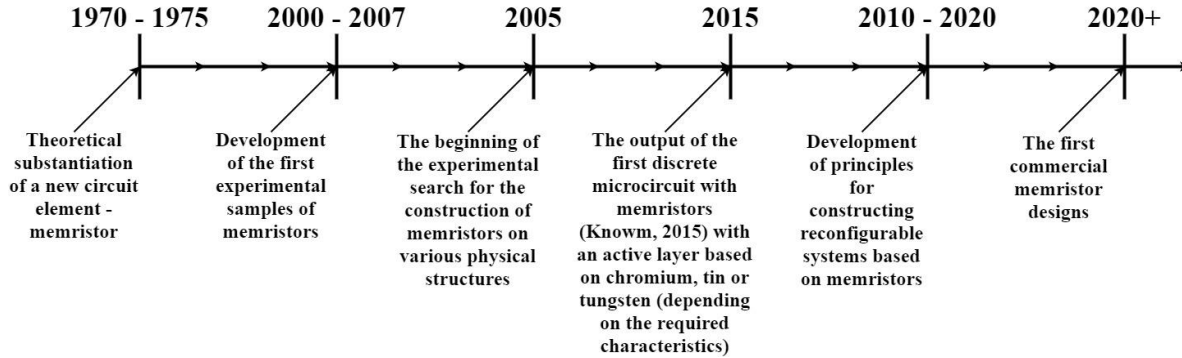 1970 - 1975
2000 - 2007
2005
2015
2010 - 2020
2020+
Theoretical
substantiation
of a new circuit
element -
memristor
Development
of the first
experimental
samples of
memristors
The beginning of
the experimental
search for the
construction of
memristors on
various physical
structures
The output of the
first discrete
microcircuit with
memristors
(Knowm, 2015) with
an active layer based
on chromium, tin or
tungsten (depending
on the required
characteristics)
Development
of principles
for
constructing
reconfigurable
systems based
on memristors
The first
commercial
memristor
designs